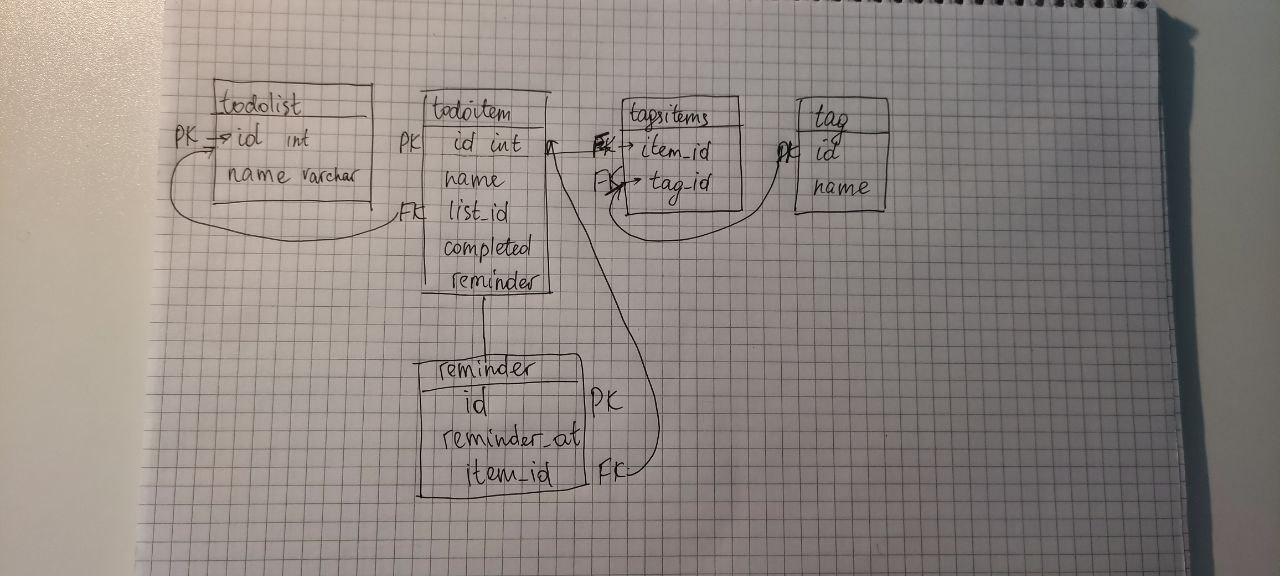 todolist
PK id int
name varchar
todoitem
PK id int
name
FK list_id
completed
reminder
tagsitems
FK item_id
FK tag_id
tag
PK id
name
reminder
id PK
reminder_at
item_id FK